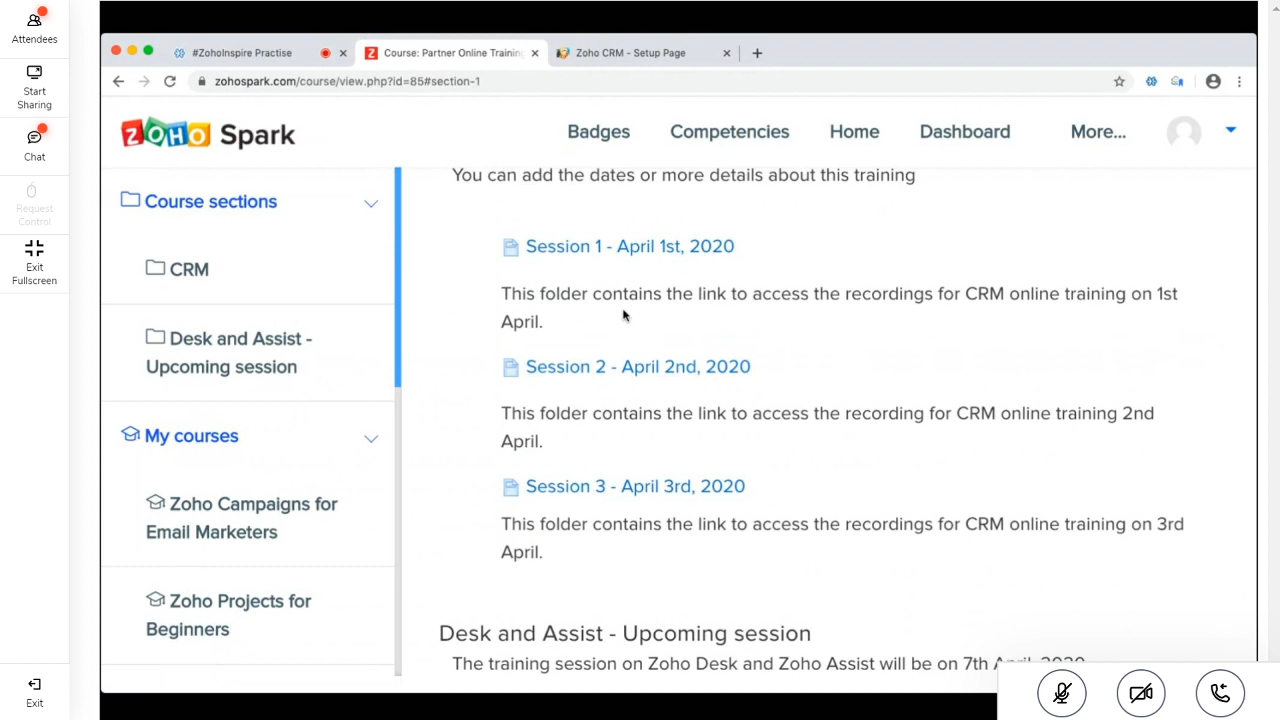 Attendees
Start
Sharing
Chat
Request
Control
Exit
Fullscreen
Exit
#ZohoInspire Practise
Course: Partner Online Training
Zoho CRM - Setup Page
zohospark.com/course/view.php?id=85#section-1
ZOHO Spark
Badges
Competencies
Home
Dashboard
More...
Course sections
CRM
Desk and Assist -
Upcoming session
My courses
Zoho Campaigns for
Email Marketers
Zoho Projects for
Beginners
You can add the dates or more details about this training
Session 1 - April 1st, 2020
This folder contains the link to access the recordings for CRM online training on 1st
April.
Session 2 - April 2nd, 2020
This folder contains the link to access the recording for CRM online training 2nd
April.
Session 3 - April 3rd, 2020
This folder contains the link to access the recordings for CRM online training on 3rd
April.
Desk and Assist - Upcoming session
The training session on Zoho Desk and Zoho Assist will be on 7th April, 2020